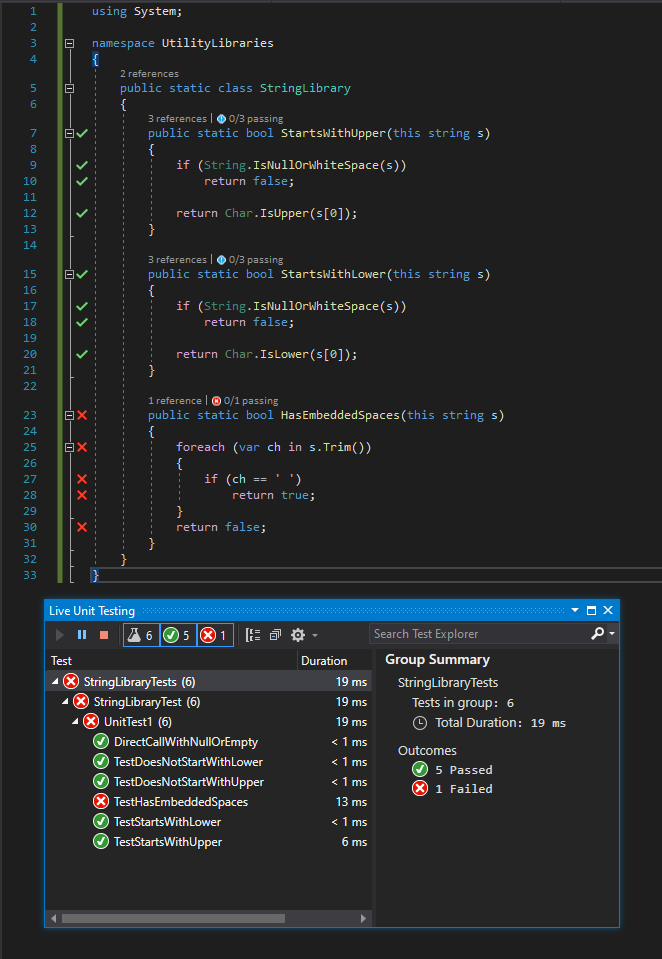 1 using System;
2
3 namespace UtilityLibraries
4 {
2 references
5 public static class StringLibrary
6 {
3 references | 0/3 passing
7 public static bool StartsWithUpper(this string s)
8 {
9 if (String.IsNullOrWhiteSpace(s))
10 return false;
11
12 return Char.IsUpper(s[0]);
13 }
14
3 references | 0/3 passing
15 public static bool StartsWithLower(this string s)
16 {
17 if (String.IsNullOrWhiteSpace(s))
18 return false;
19
20 return Char.IsLower(s[0]);
21 }
22
1 reference | 0/1 passing
23 public static bool HasEmbeddedSpaces(this string s)
24 {
25 foreach (var ch in s.Trim())
26 {
27 if (ch == ' ')
28 return true;
29 }
30 return false;
31 }
32 }
33 }
Live Unit Testing
6 5 1
Search Test Explorer
Test Duration
StringLibraryTests (6) 19 ms
StringLibraryTest (6) 19 ms
UnitTest1 (6) 19 ms
DirectCallWithNullOrEmpty < 1 ms
TestDoesNotStartWithLower < 1 ms
TestDoesNotStartWithUpper < 1 ms
TestHasEmbeddedSpaces 13 ms
TestStartsWithLower < 1 ms
TestStartsWithUpper 6 ms
Group Summary
StringLibraryTests
Tests in group: 6
Total Duration: 19 ms
Outcomes
5 Passed
1 Failed